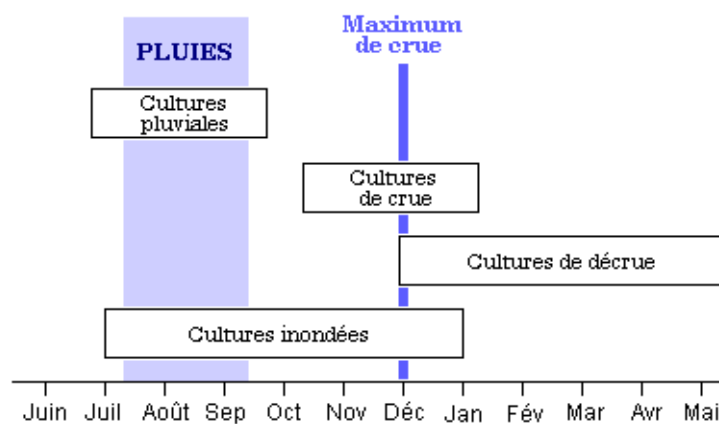 Maximum
de crue
PLUIES
Cultures
pluviales
Cultures
de crue
Cultures de décrue
Cultures inondées
Juin Juil Août Sep Oct Nov Déc Jan Fév Mar Avr Mai